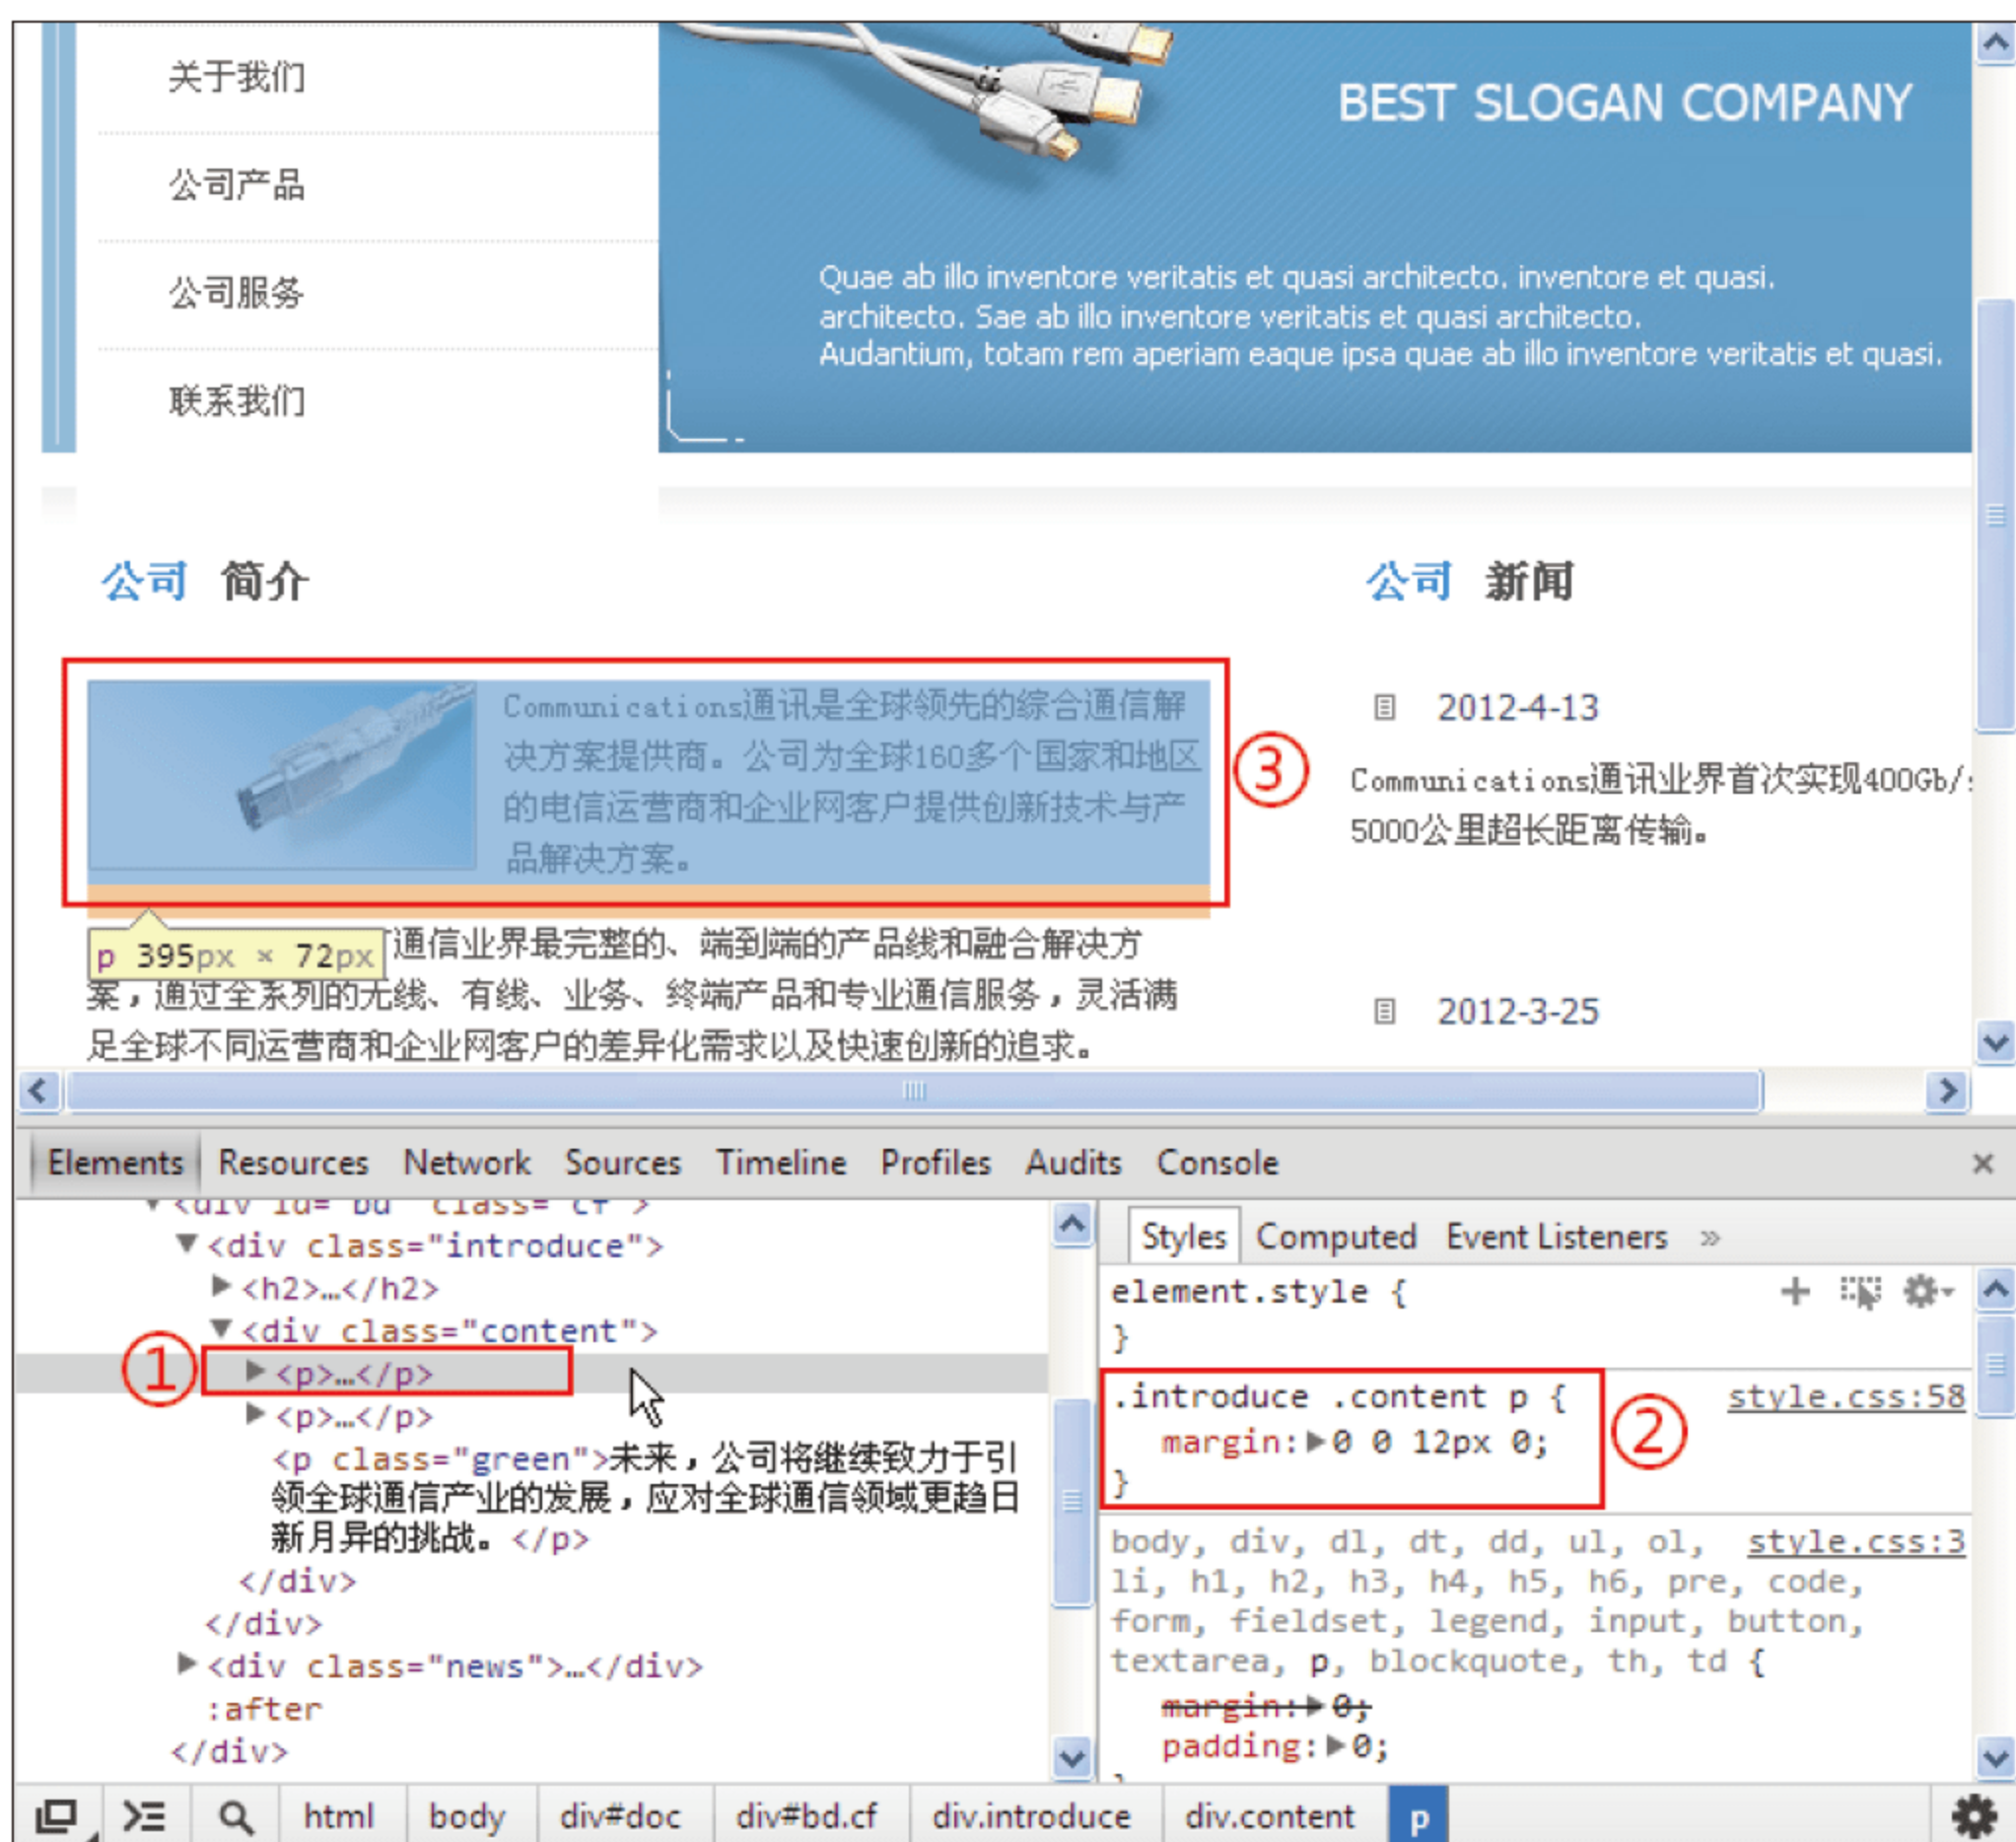 关于我们
公司产品
公司服务
联系我们
BEST SLOGAN COMPANY
Quae ab illo inventore veritatis et quasi architecto. inventore et quasi.
architecto. Sae ab illo inventore veritatis et quasi architecto.
Audantium, totam rem aperiam eaque ipsa quae ab illo inventore veritatis et quasi.
公司 简介
Communications通讯是全球领先的综合通信解
决方案提供商。公司为全球160多个国家和地区
的电信运营商和企业网客户提供创新技术与产
品解决方案。
③
p 395px × 72px
通信业界最完整的、端到端的产品线和融合解决方
案，通过全系列的无线、有线、业务、终端产品和专业通信服务，灵活满
足全球不同运营商和企业网客户的差异化需求以及快速创新的追求。
公司 新闻
2012-4-13
Communications通讯业界首次实现400Gb/
5000公里超长距离传输。
2012-3-25
Elements Resources Network Sources Timeline Profiles Audits Console ×
▼<div id="bd" class="cf">
▼<div class="introduce">
▶<h2>…</h2>
▼<div class="content">
① ▶<p>…</p>
▶<p>…</p>
<p class="green">未来，公司将继续致力于引
领全球通信产业的发展，应对全球通信领域更趋日
新月异的挑战。</p>
</div>
</div>
▶<div class="news">…</div>
:after
</div>
Styles Computed Event Listeners »
element.style {
}
.introduce .content p { style.css:58
margin:▶0 0 12px 0;
}
②
body, div, dl, dt, dd, ul, ol, style.css:3
li, h1, h2, h3, h4, h5, h6, pre, code,
form, fieldset, legend, input, button,
textarea, p, blockquote, th, td {
margin:▶0;
padding:▶0;
html body div#doc div#bd.cf div.introduce div.content p